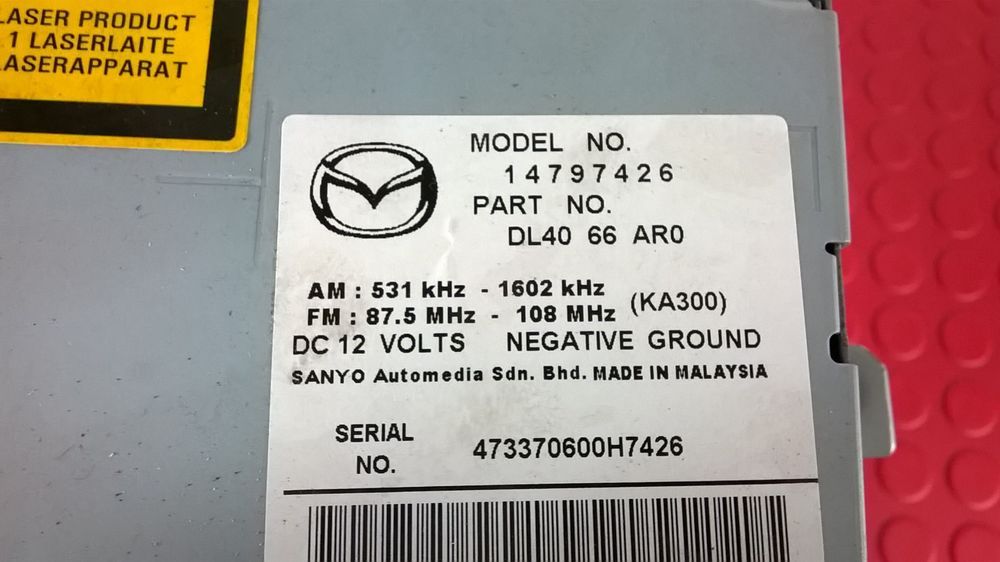 LASER PRODUCT
1 LASERLAITE
LASERAPPARAT
MODEL NO.
14797426
PART NO.
DL40 66 AR0
AM : 531 kHz - 1602 kHz
FM : 87.5 MHz - 108 MHz (KA300)
DC 12 VOLTS NEGATIVE GROUND
SANYO Automedia Sdn. Bhd. MADE IN MALAYSIA
SERIAL NO. 473370600H7426